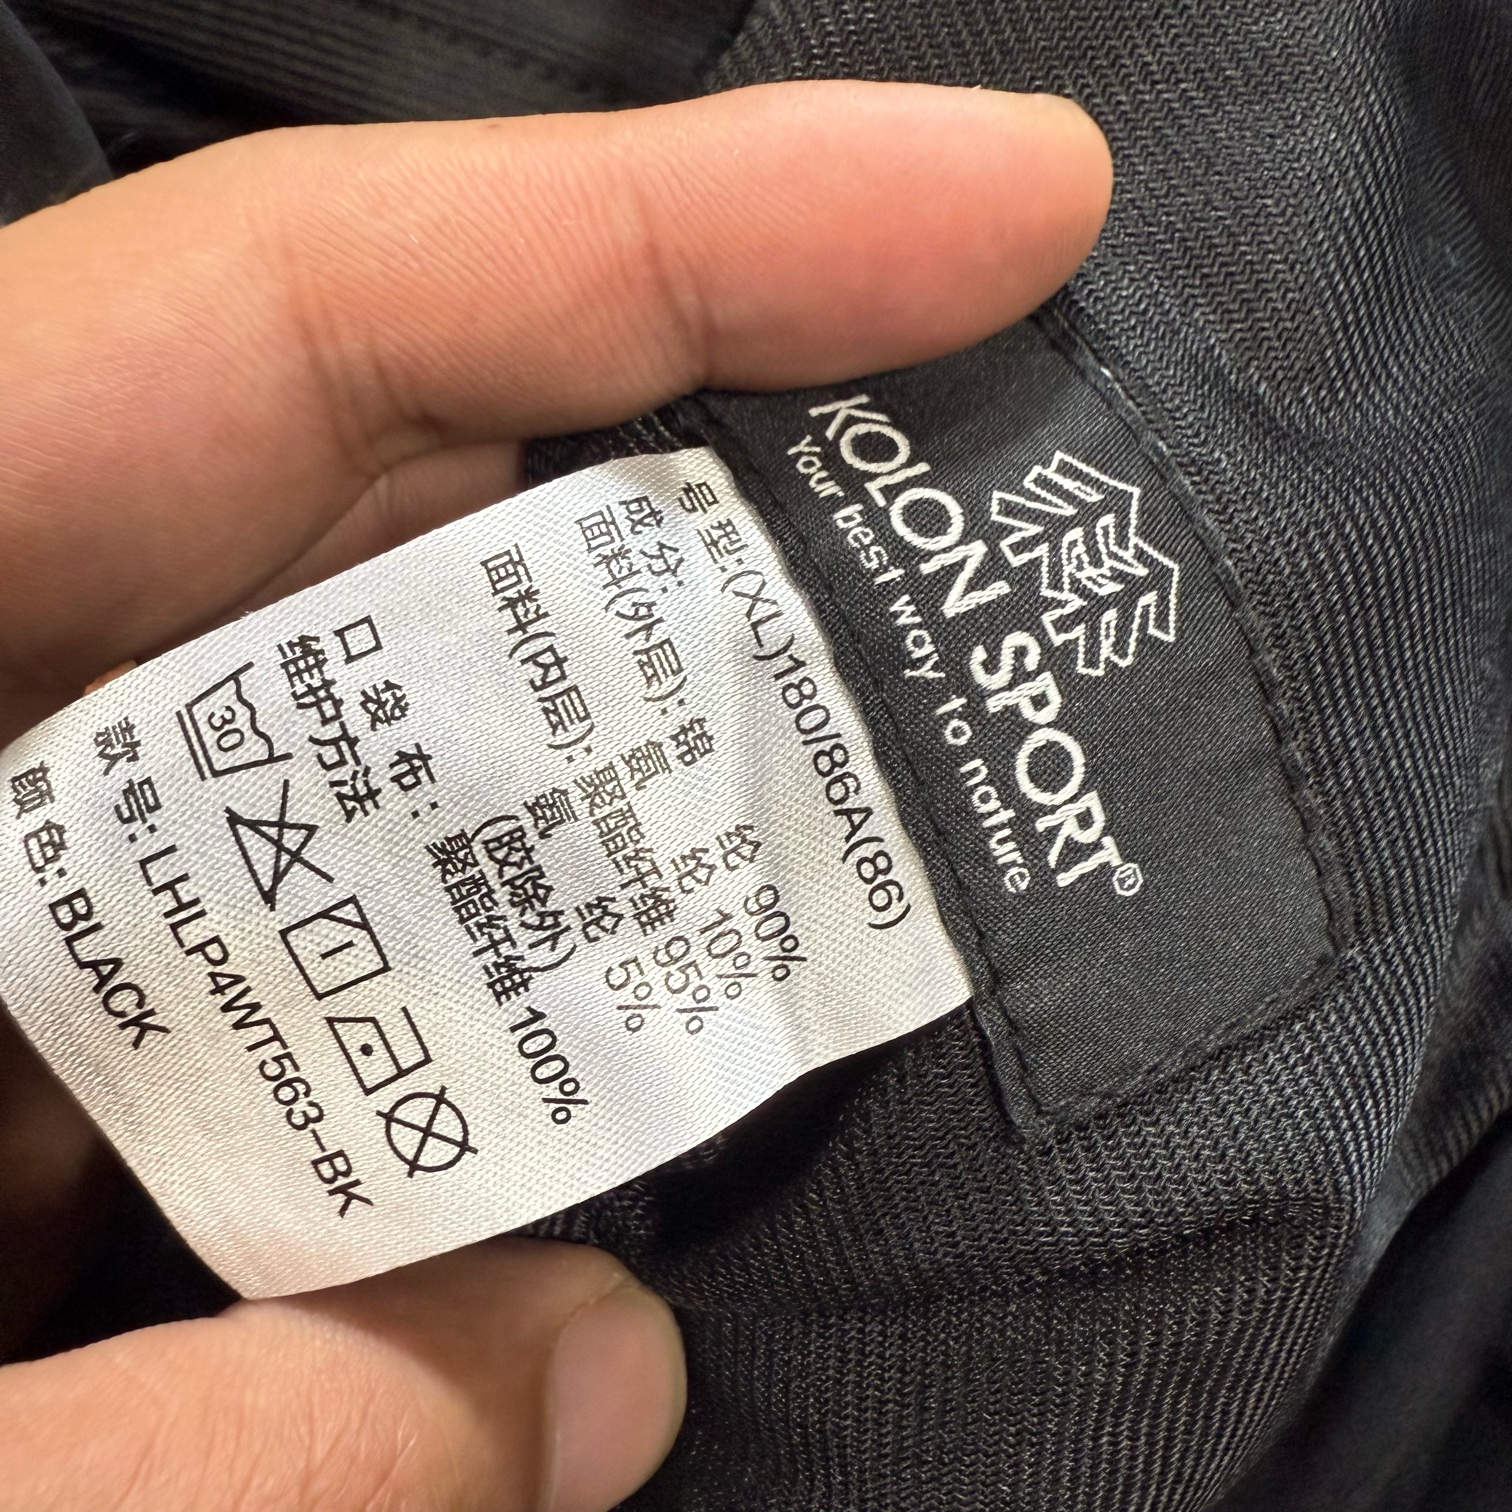 KOLON SPORT®
Your best way to nature
号型:(XL)180/86A(86)
成分:
面料(外层): 锦 纶 90%
氨 纶 10%
面料(内层): 聚酯纤维 95%
氨 纶 5%
(胶除外)
口 袋 布: 聚酯纤维 100%
维护方法
30
款 号: LHLP4WT563-BK
颜 色: BLACK